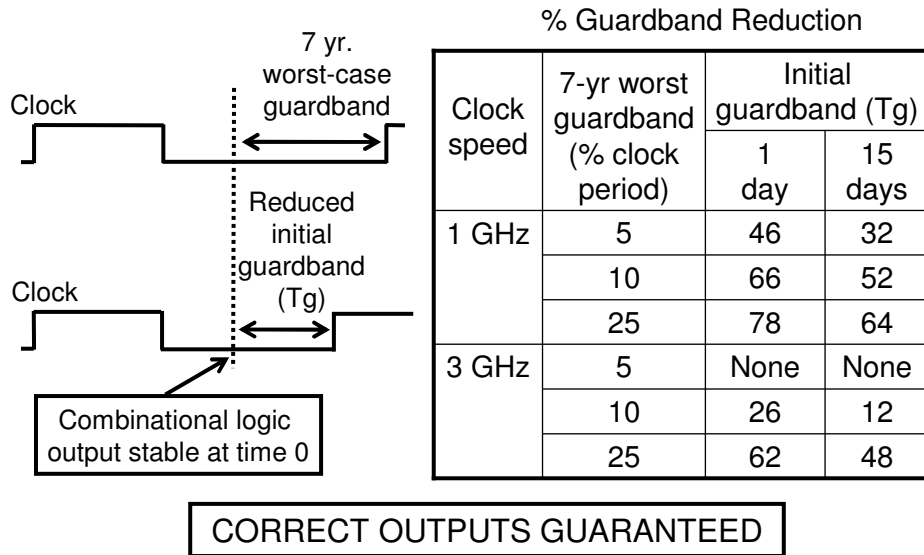 % Guardband Reduction
7 yr.
worst-case
guardband
Clock
Reduced
initial
guardband
(Tg)
Clock
Combinational logic
output stable at time 0
Clock
speed
7-yr worst
guardband
(% clock
period)
Initial
guardband (Tg)
1
day
15
days
1 GHz 5 46 32
10 66 52
25 78 64
3 GHz 5 None None
10 26 12
25 62 48
CORRECT OUTPUTS GUARANTEED